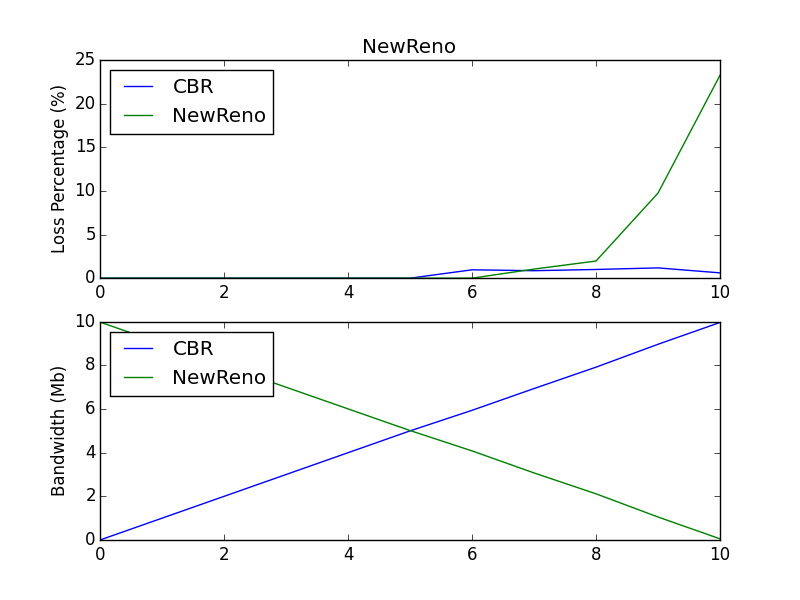 NewReno
Loss Percentage (%)
25
20
15
10
5
0
CBR
NewReno
0 2 4 6 8 10
Bandwidth (Mb)
10
8
6
4
2
0
CBR
NewReno
0 2 4 6 8 10